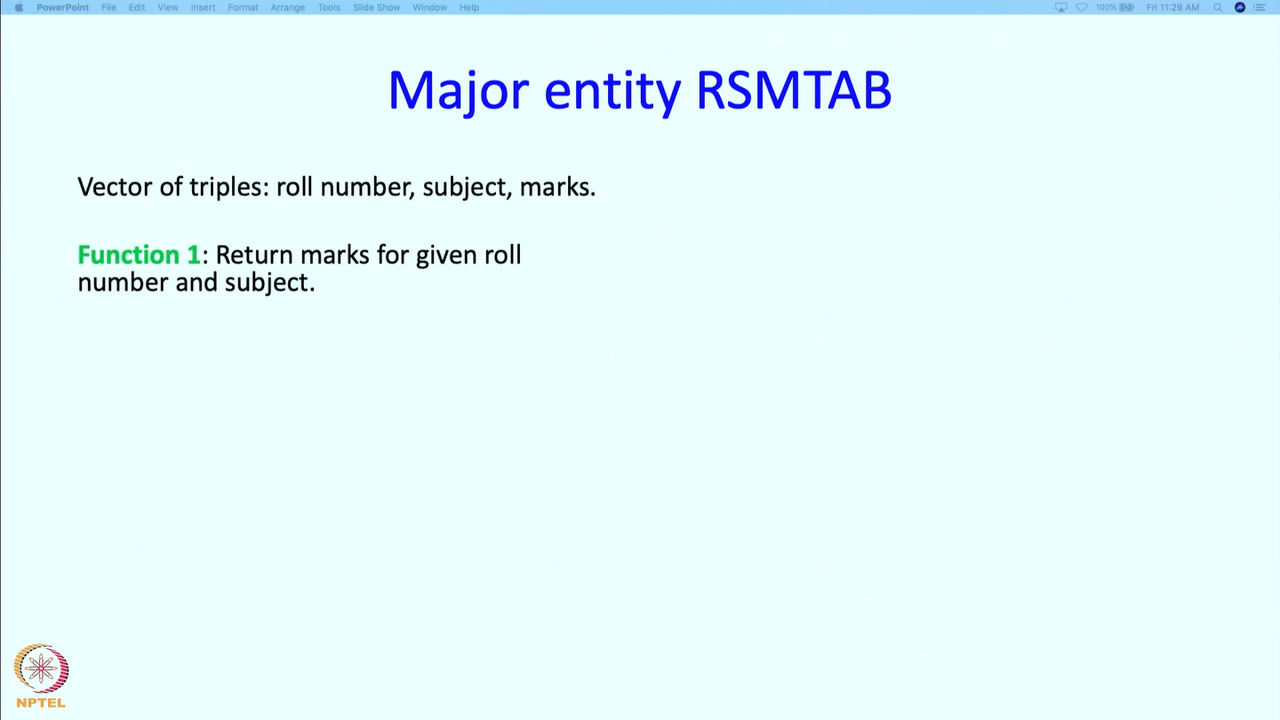 PowerPoint File Edit View Insert Format Arrange Tools Slide Show Window Help 100% Fri 11:29 AM
Major entity RSMTAB
Vector of triples: roll number, subject, marks.
Function 1: Return marks for given roll
number and subject.
NPTEL